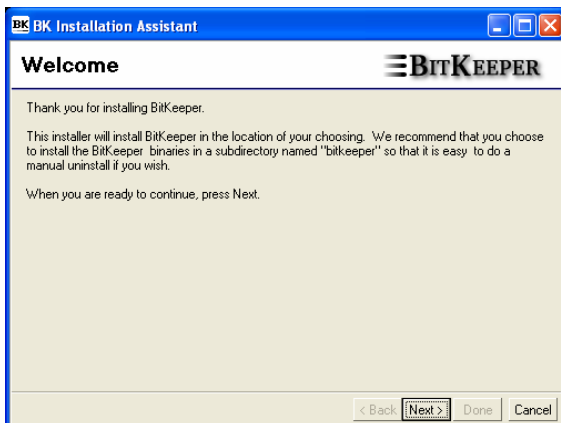 BK BK Installation Assistant
Welcome
BITKEEPER
Thank you for installing BitKeeper.
This installer will install BitKeeper in the location of your choosing. We recommend that you choose
to install the BitKeeper binaries in a subdirectory named "bitkeeper" so that it is easy to do a
manual uninstall if you wish.
When you are ready to continue, press Next.
< Back Next > Done Cancel